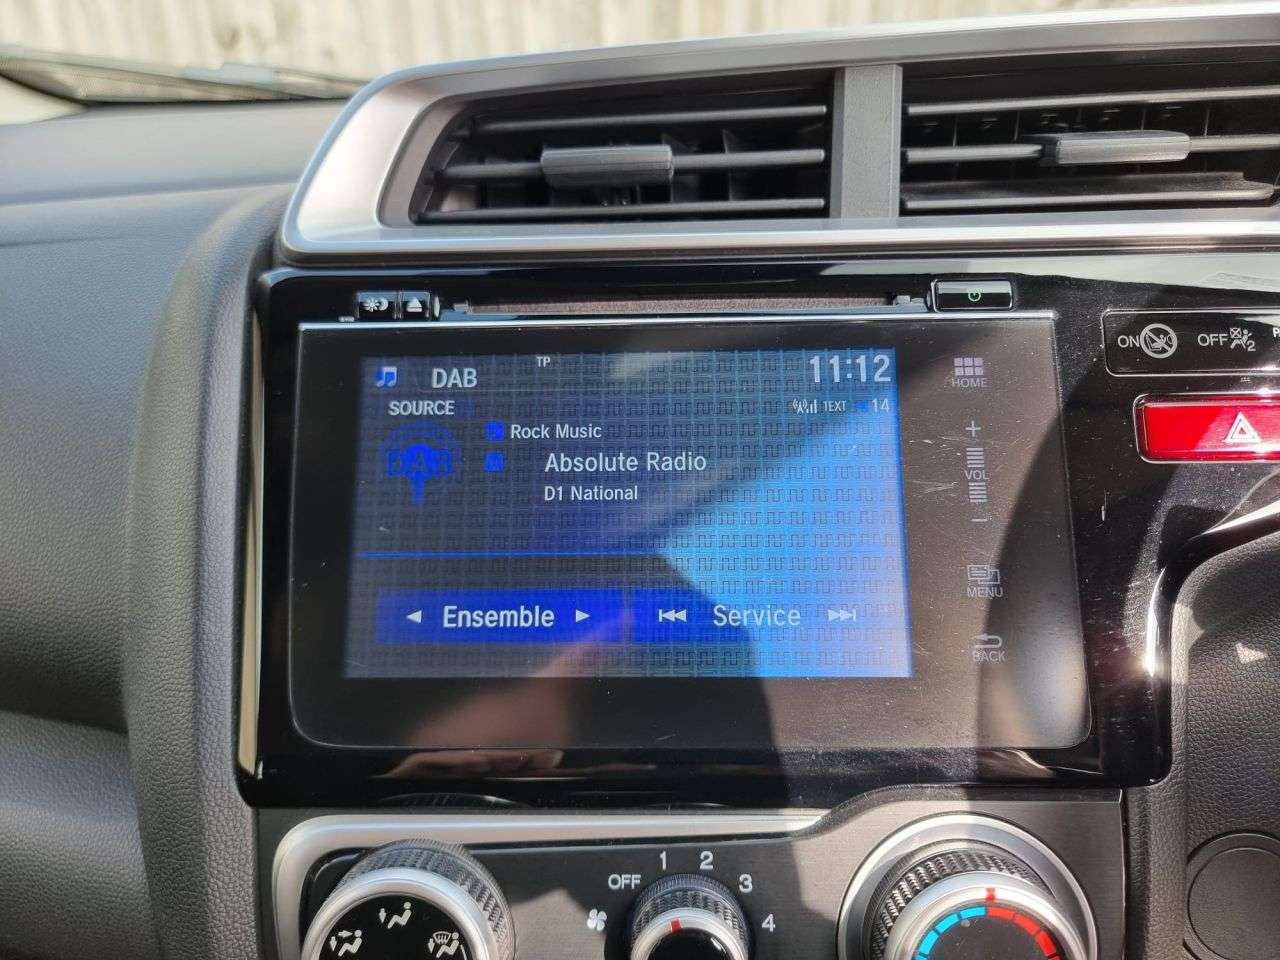 TP
DAB
11:12
SOURCE
TEXT
14
Rock Music
DAB
Absolute Radio
D1 National
Ensemble
Service
HOME
+
VOL
-
MENU
BACK
ON
OFF
2
OFF
1
2
3
4